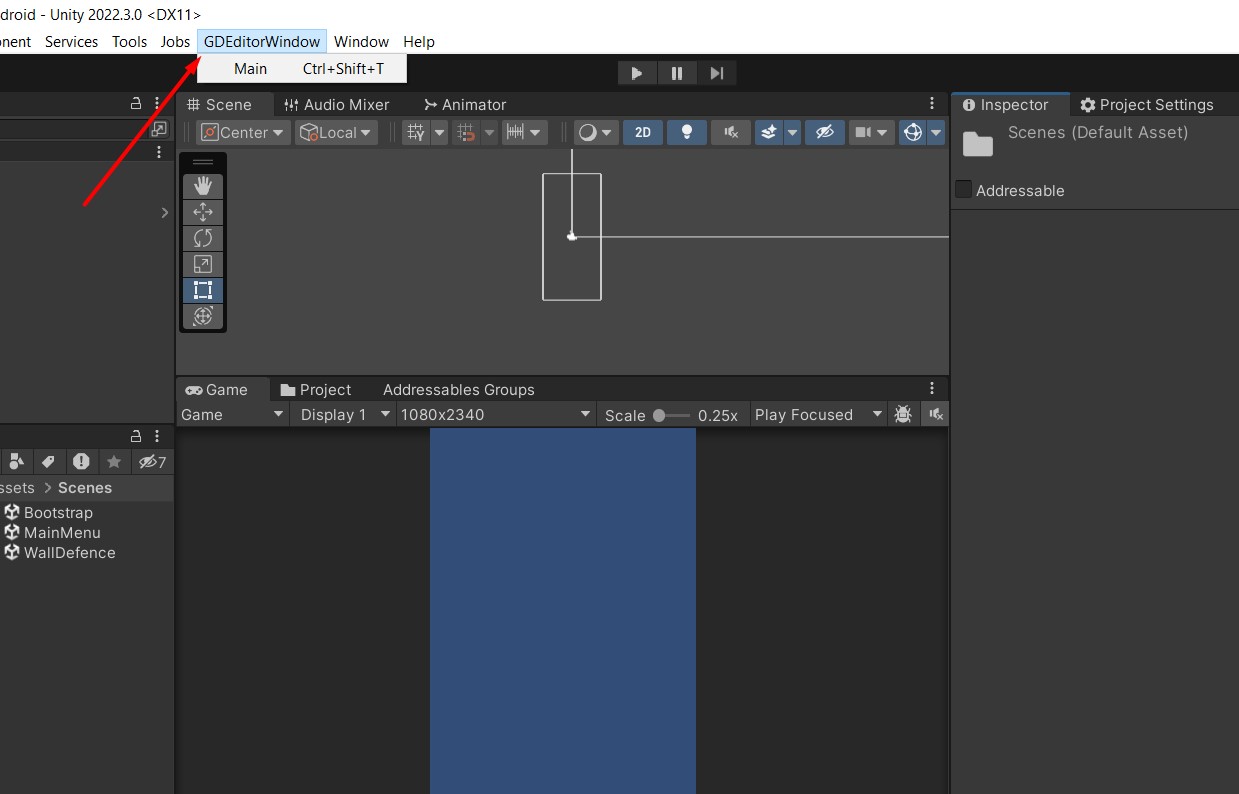 droid - Unity 2022.3.0 <DX11>
nent Services Tools Jobs GDEditorWindow Window Help
Main Ctrl+Shift+T
Scene Audio Mixer Animator Inspector Project Settings
Center Local 2D Scenes (Default Asset)
Addressable
Game Project Addressables Groups
Game Display 1 1080x2340 Scale 0.25x Play Focused
7
ssets > Scenes
Bootstrap
MainMenu
WallDefence